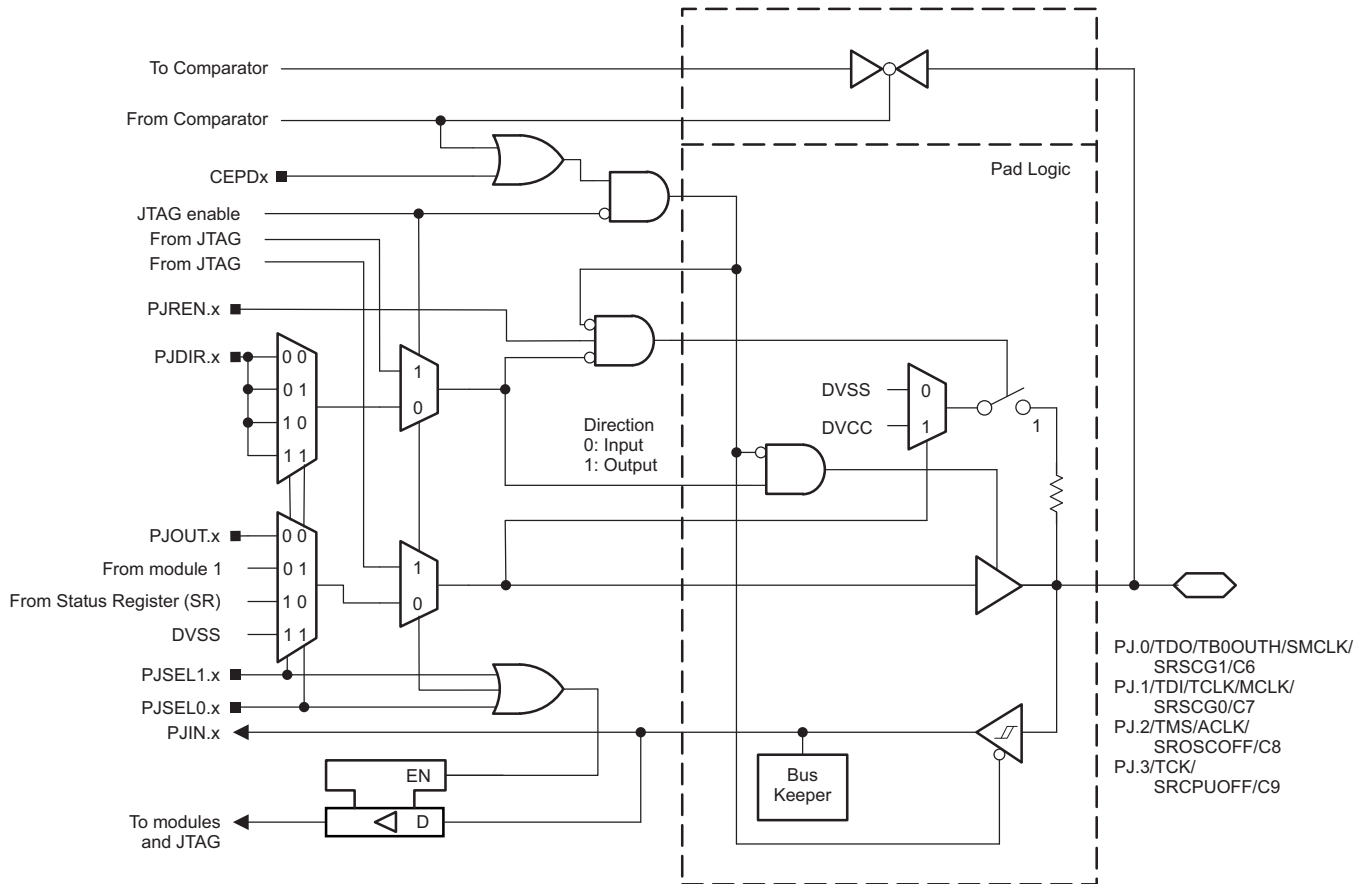 To Comparator
From Comparator
CEPDx
JTAG enable
From JTAG
From JTAG
PJREN.x
PJDIR.x
0 0
0 1
1 0
1 1
1
0
Direction
0: Input
1: Output
Pad Logic
DVSS
DVCC
0
1
1
PJOUT.x
From module 1
From Status Register (SR)
DVSS
0 0
0 1
1 0
1 1
1
0
PJSEL1.x
PJSEL0.x
PJIN.x
EN
D
To modules
and JTAG
Bus
Keeper
PJ.0/TDO/TB0OUTH/SMCLK/
SRSCG1/C6
PJ.1/TDI/TCLK/MCLK/
SRSCG0/C7
PJ.2/TMS/ACLK/
SROSCOFF/C8
PJ.3/TCK/
SRCPUOFF/C9